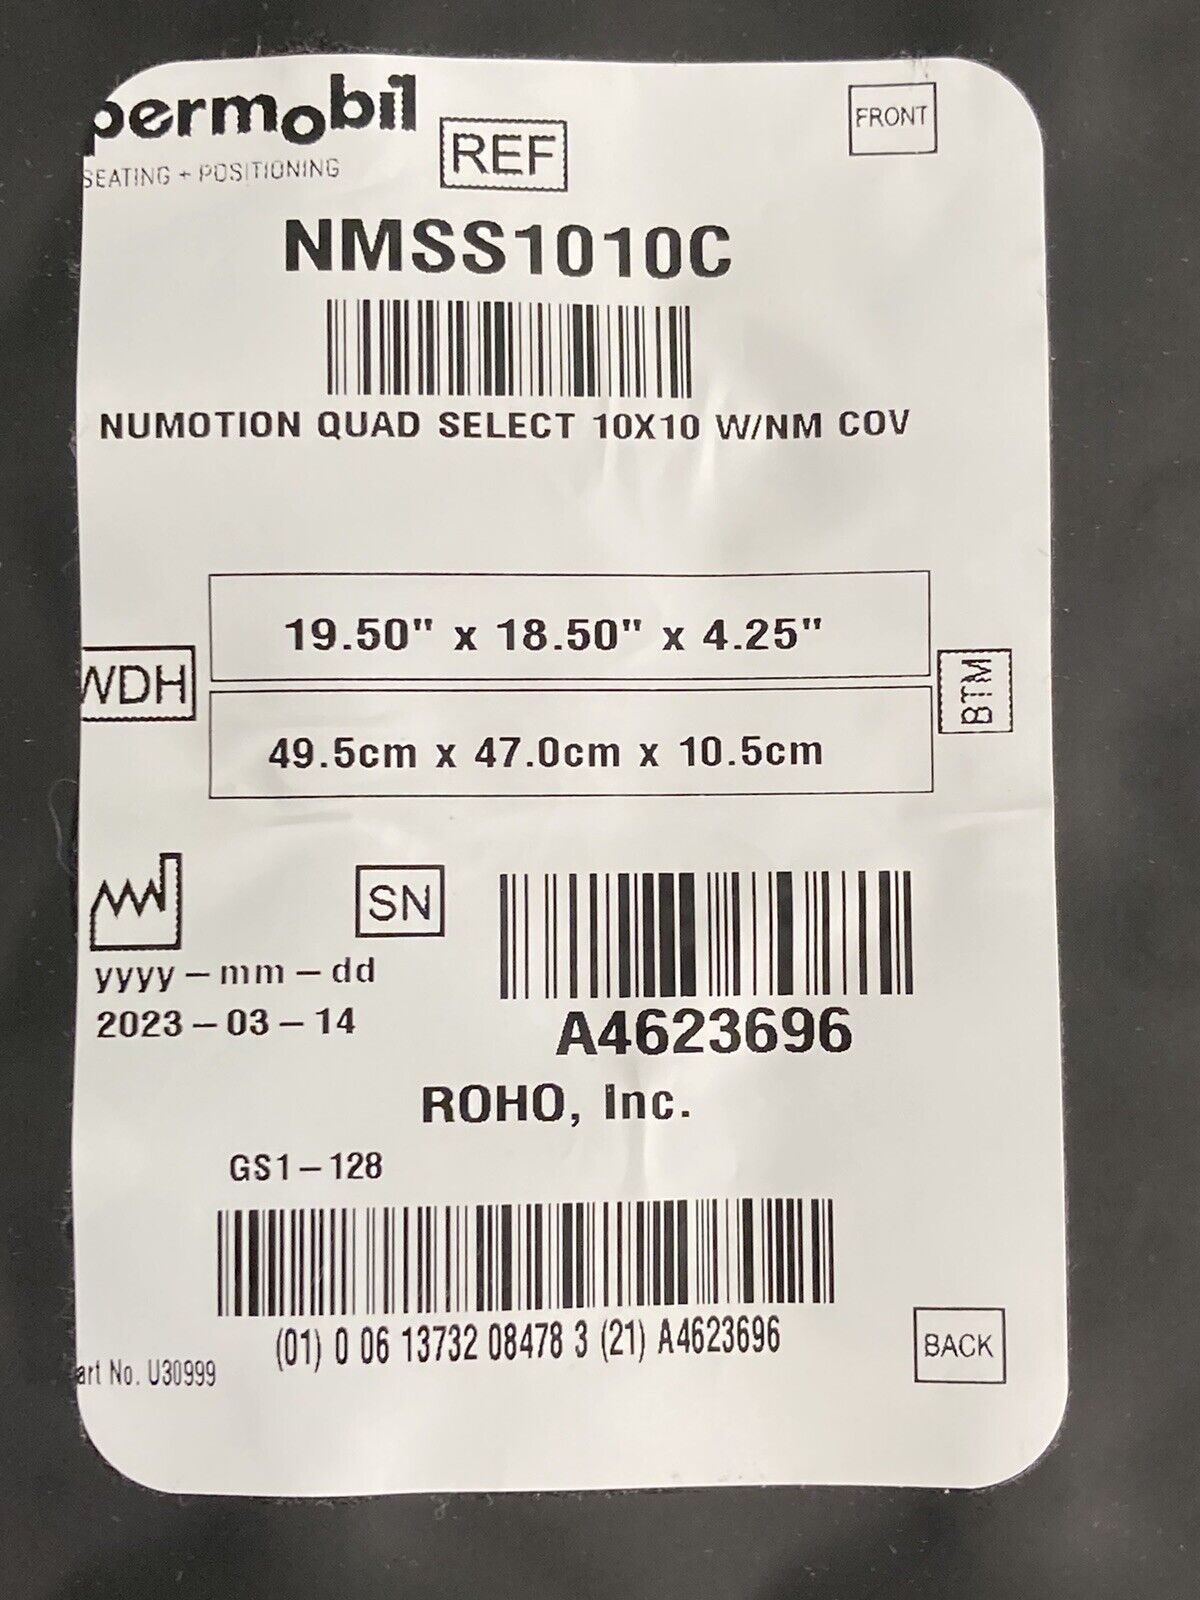 permobil
SEATING + POSITIONING
REF
FRONT
NMSS1010C
NUMOTION QUAD SELECT 10X10 W/NM COV
19.50" x 18.50" x 4.25"
WDH
BTM
49.5cm x 47.0cm x 10.5cm
SN
yyyy-mm-dd
2023-03-14
A4623696
ROHO, Inc.
GS1-128
(01) 0 06 13732 08478 3 (21) A4623696
art No. U30999
BACK